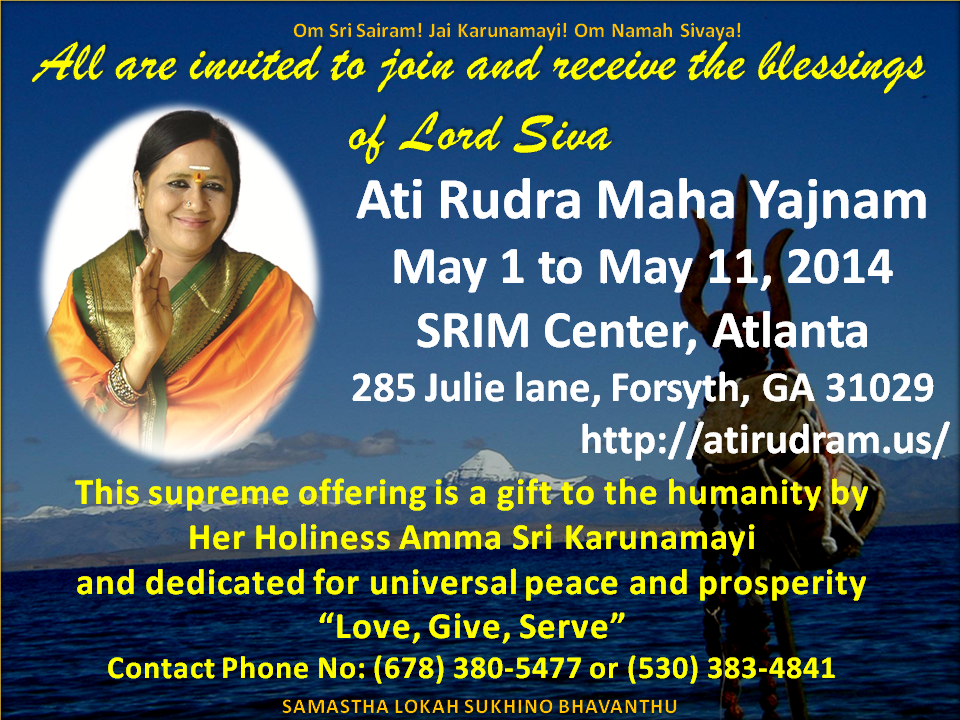 Om Sri Sairam! Jai Karunamayi! Om Namah Sivaya!
All are invited to join and receive the blessings
of Lord Siva
Ati Rudra Maha Yajnam
May 1 to May 11, 2014
SRIM Center, Atlanta
285 Julie lane, Forsyth, GA 31029
http://atirudram.us/
This supreme offering is a gift to the humanity by
Her Holiness Amma Sri Karunamayi
and dedicated for universal peace and prosperity
“Love, Give, Serve”
Contact Phone No: (678) 380-5477 or (530) 383-4841
SAMASTHA LOKAH SUKHINO BHAVANTHU